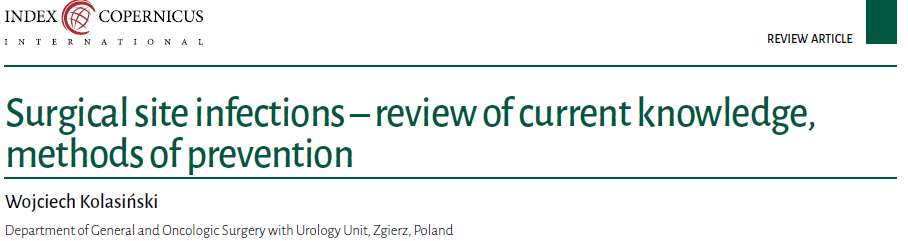 INDEX COPERNICUS
INTERNATIONAL
REVIEW ARTICLE
Surgical site infections – review of current knowledge,
methods of prevention
Wojciech Kolasiński
Department of General and Oncologic Surgery with Urology Unit, Zgierz, Poland